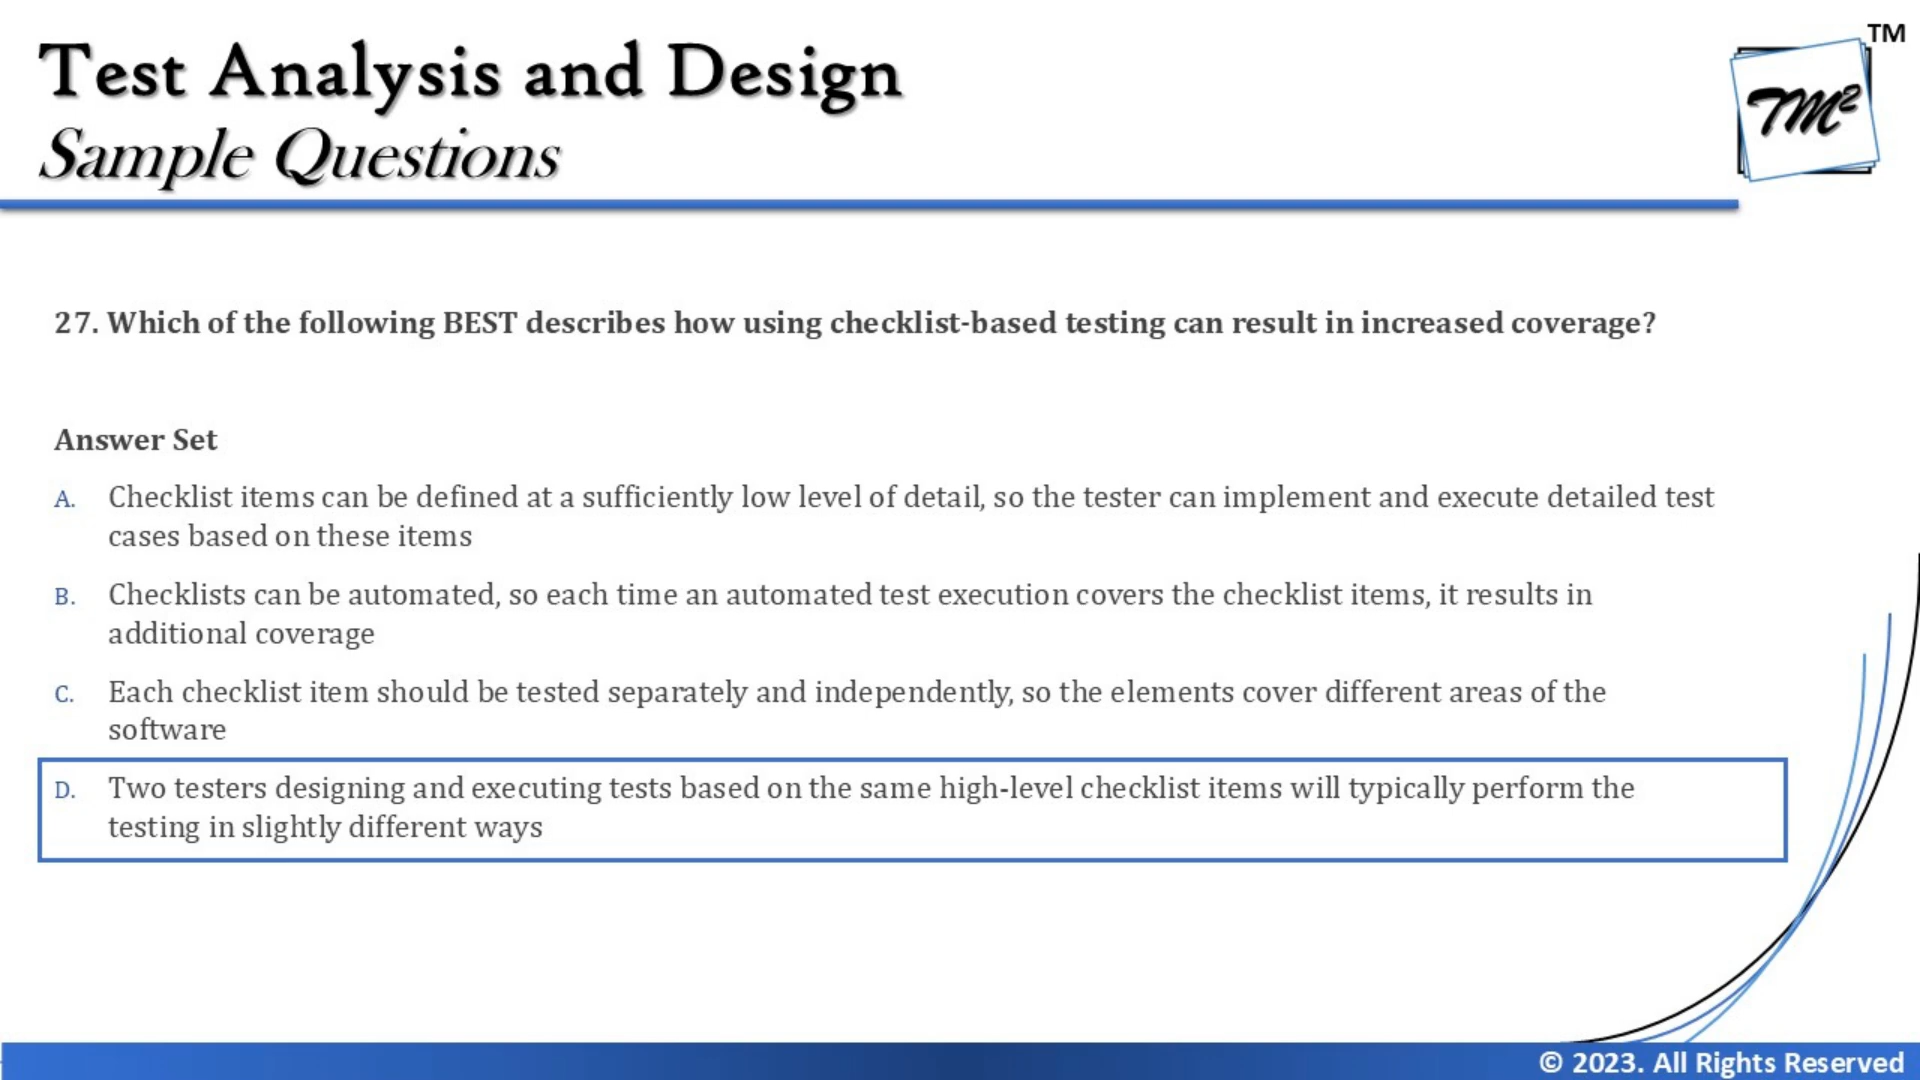 Test Analysis and Design
Sample Questions
TM
TM²
27. Which of the following BEST describes how using checklist-based testing can result in increased coverage?
Answer Set
A. Checklist items can be defined at a sufficiently low level of detail, so the tester can implement and execute detailed test
cases based on these items
B. Checklists can be automated, so each time an automated test execution covers the checklist items, it results in
additional coverage
C. Each checklist item should be tested separately and independently, so the elements cover different areas of the
software
D. Two testers designing and executing tests based on the same high-level checklist items will typically perform the
testing in slightly different ways
© 2023. All Rights Reserved